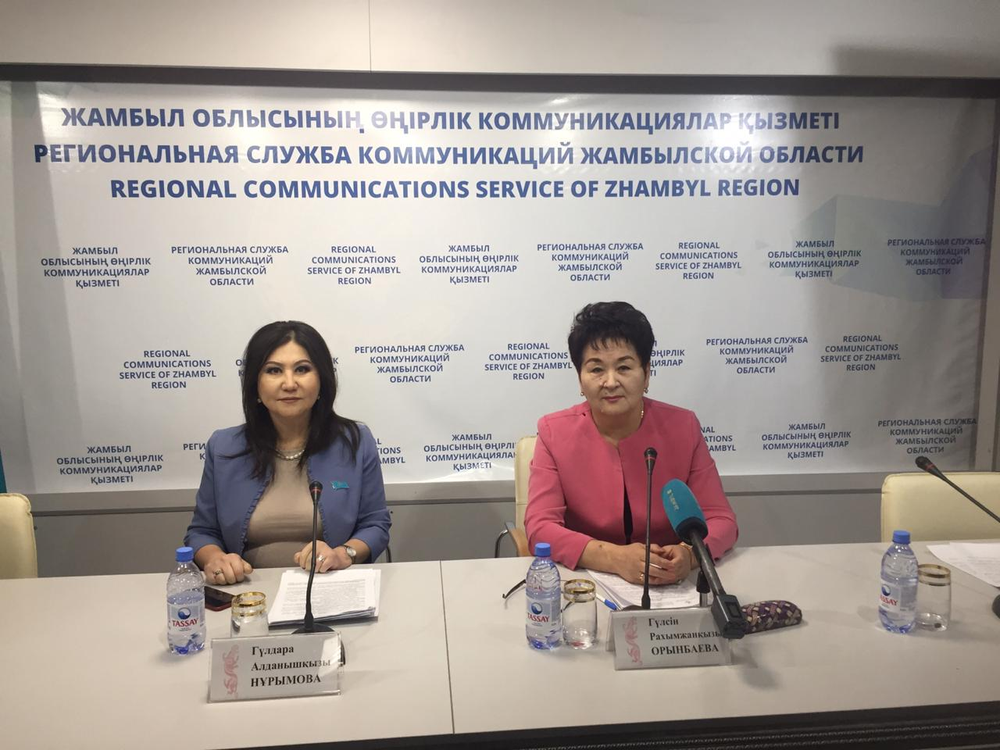 ЖАМБЫЛ ОБЛЫСЫНЫҢ ӨҢІРЛІК КОММУНИКАЦИЯЛАР ҚЫЗМЕТІ
РЕГИОНАЛЬНАЯ СЛУЖБА КОММУНИКАЦИЙ ЖАМБЫЛСКОЙ ОБЛАСТИ
REGIONAL COMMUNICATIONS SERVICE OF ZHAMBYL REGION
ЖАМБЫЛ
ОБЛЫСЫНЫҢ ӨҢІРЛІК
КОММУНИКАЦИЯЛАР
ҚЫЗМЕТІ
РЕГИОНАЛЬНАЯ СЛУЖБА
КОММУНИКАЦИЙ
ЖАМБЫЛСКОЙ
ОБЛАСТИ
REGIONAL
COMMUNICATIONS
SERVICE OF ZHAMBYL
REGION
ЖАМБЫЛ
ОБЛЫСЫНЫҢ ӨҢІРЛІК
КОММУНИКАЦИЯЛАР
ҚЫЗМЕТІ
РЕГИОНАЛЬНАЯ СЛУЖБА
КОММУНИКАЦИЙ
ЖАМБЫЛСКОЙ
ОБЛАСТИ
REGIONAL
COMMUNICATIONS
SERVICE OF ZHAMBYL
REGION
ЖАМБЫЛ
ОБЛЫСЫНЫҢ ӨҢІРЛІК
КОММУНИКАЦИЯЛАР
ҚЫЗМЕТІ
РЕГИОНАЛЬНАЯ СЛУЖБА
КОММУНИКАЦИЙ
ЖАМБЫЛСКОЙ
ОБЛАСТИ
REGIONAL
COMMUNICATIONS
SERVICE OF ZHAMBYL
REGION
РЕГИОНАЛЬНАЯ СЛУЖБА
КОММУНИКАЦИЙ
ЖАМБЫЛСКОЙ
ОБЛАСТИ
REGIONAL
COMMUNICATIONS
SERVICE OF ZHAMBYL
REGION
РЕГИОНАЛЬНАЯ СЛУЖБА
КОММУНИКАЦИЙ
ЖАМБЫЛСКОЙ
ОБЛАСТИ
REGIONAL
COMMUNICATIONS
SERVICE OF ZHAMBYL
REGION
ЖАМБЫЛ
ОБЛЫСЫНЫҢ ӨҢІРЛІК
КОММУНИКАЦИЯЛАР
ҚЫЗМЕТІ
ЖАМБЫЛ
ОБЛЫСЫНЫҢ ӨҢІРЛІК
КОММУНИКАЦИЯЛАР
ҚЫЗМЕТІ
ЖАМБЫЛ
ОБЛЫСЫНЫҢ ӨҢІРЛІК
КОММУНИКАЦИЯЛАР
ҚЫЗМЕТІ
РЕГИОНАЛЬНАЯ СЛУЖБА
КОММУНИКАЦИЙ
ЖАМБЫЛСКОЙ
ОБЛАСТИ
TASSAY
TASSAY
TASSAY
Гүлдара
Алданышқызы
НҰРЫМОВА
Гүлсін
Рахымжанқызы
ОРЫНБАЕВА